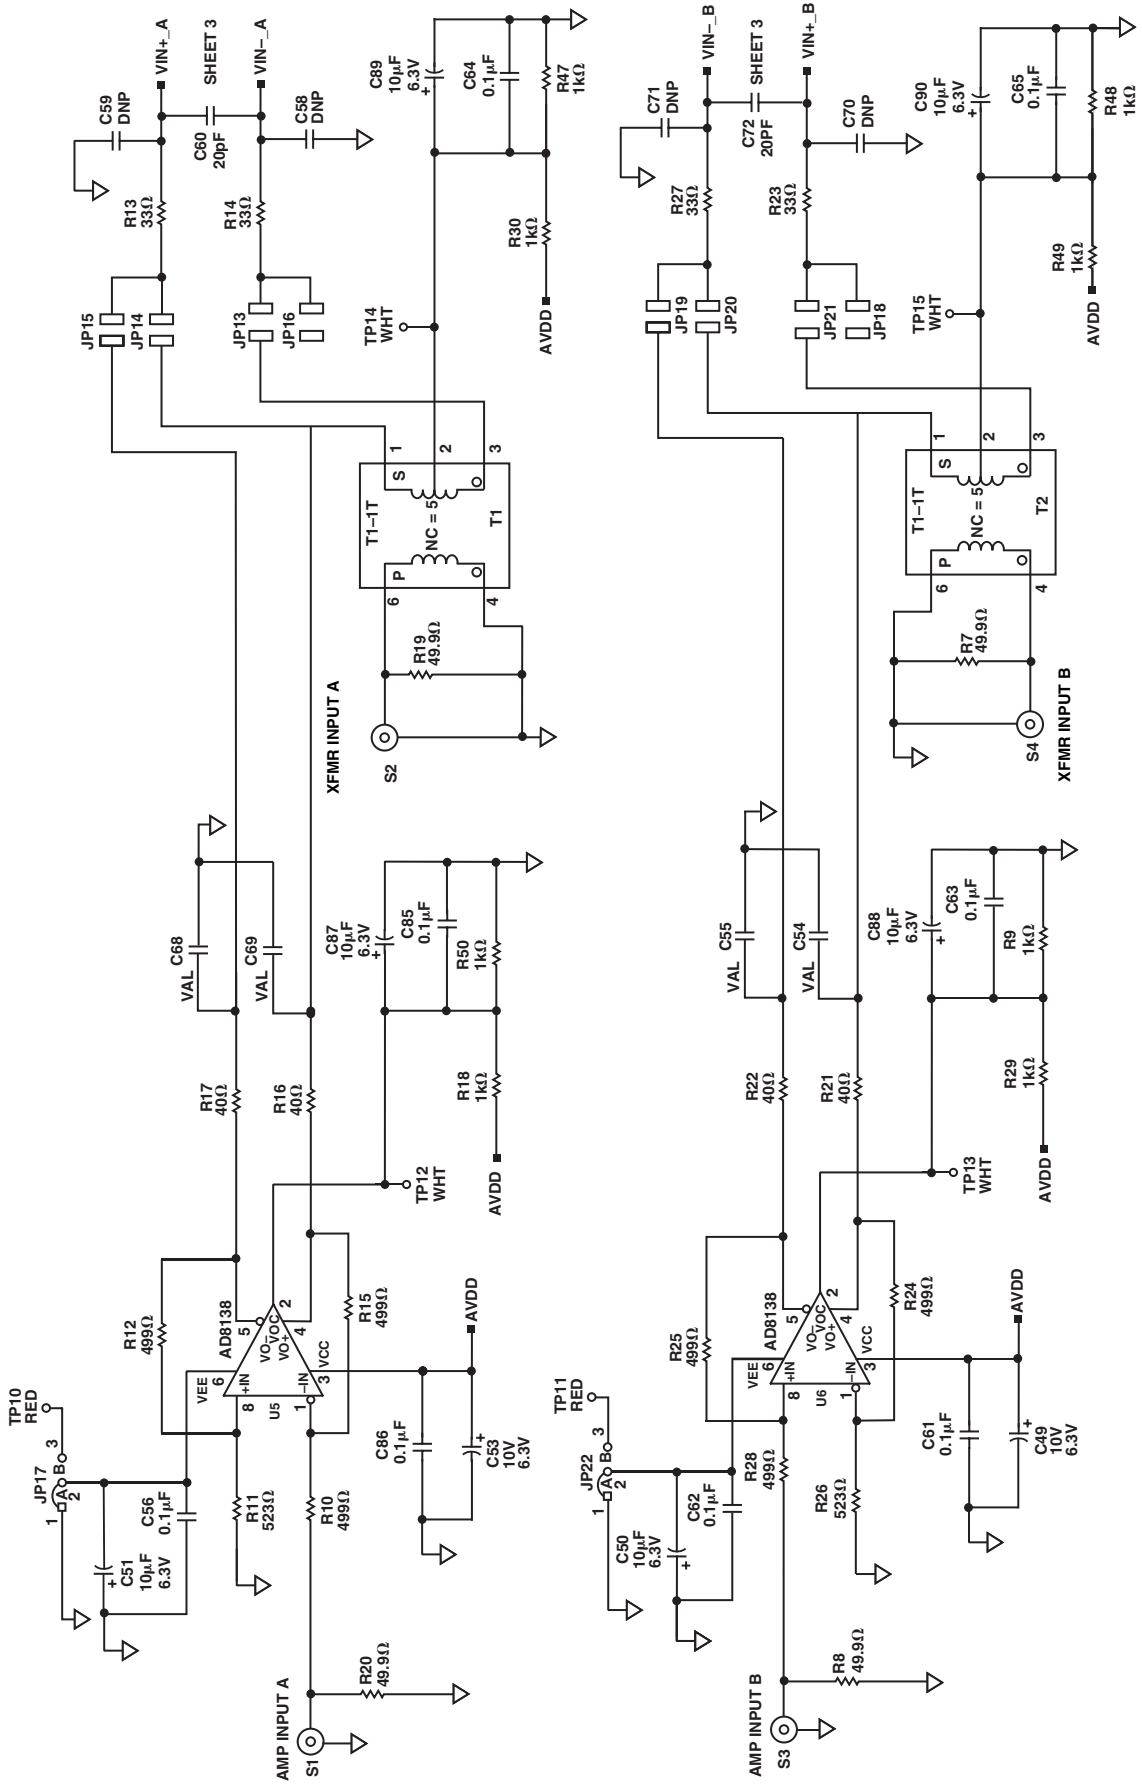 AMP INPUT A
S1
R20
49.9Ω
C51
10µF
6.3V
+
JP17
1
A
B
2
3
TP10
RED
C56
0.1µF
R11
523Ω
R10
499Ω
R12
499Ω
AD8138
VEE
6
+IN
8
U5
1
–IN
3
VCC
5
VO–
VOC
VO+
2
4
R15
499Ω
C86
0.1µF
C53
10V
6.3V
+
AVDD
R17
40Ω
R16
40Ω
C68
VAL
C69
VAL
TP12
WHT
C87
10µF
6.3V
+
C85
0.1µF
R50
1kΩ
R18
1kΩ
AVDD
XFMR INPUT A
S2
R19
49.9Ω
6
4
P
T1–1T
NC = 5
T1
S
1
2
3
JP15
JP14
JP13
JP16
TP14
WHT
R13
33Ω
R14
33Ω
C59
DNP
C60
20pF
C58
DNP
VIN+_A
SHEET 3
VIN–_A
C89
10µF
6.3V
+
C64
0.1µF
R47
1kΩ
R30
1kΩ
AVDD
AMP INPUT B
S3
R8
49.9Ω
C50
10µF
6.3V
+
JP22
1
A
B
2
3
TP11
RED
C62
0.1µF
R28
499Ω
R26
523Ω
R25
499Ω
AD8138
VEE
6
+IN
8
U6
1
–IN
3
VCC
5
VO–
VOC
VO+
2
4
R24
499Ω
C61
0.1µF
C49
10V
6.3V
+
AVDD
R22
40Ω
R21
40Ω
C55
VAL
C54
VAL
TP13
WHT
C88
10µF
6.3V
+
C63
0.1µF
R9
1kΩ
R29
1kΩ
AVDD
XFMR INPUT B
S4
R7
49.9Ω
6
4
P
T1–1T
NC = 5
T2
S
1
2
3
JP19
JP20
JP21
JP18
TP15
WHT
R27
33Ω
R23
33Ω
C71
DNP
C72
20PF
C70
DNP
VIN–_B
SHEET 3
VIN+_B
C90
10µF
6.3V
+
C65
0.1µF
R48
1kΩ
R49
1kΩ
AVDD